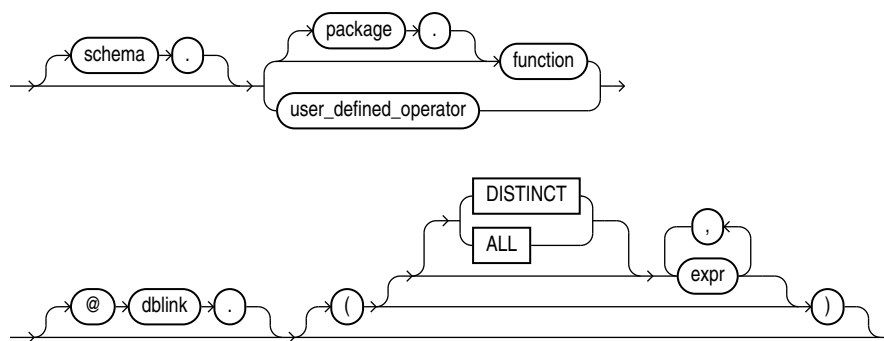 package .
schema .
function
user_defined_operator
DISTINCT
ALL
,
expr
@ dblink . ( )